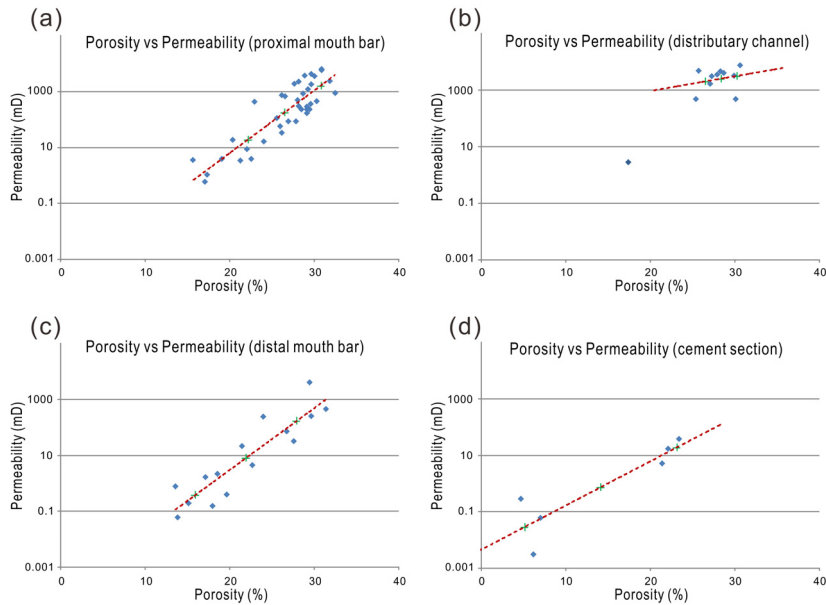 (a)
Porosity vs Permeability (proximal mouth bar)
Permeability (mD)
1000
10
0.1
0.001
0 10 20 30 40
Porosity (%)
(b)
Porosity vs Permeability (distributary channel)
Permeability (mD)
1000
10
0.1
0.001
0 10 20 30 40
Porosity (%)
(c)
Porosity vs Permeability (distal mouth bar)
Permeability (mD)
1000
10
0.1
0.001
0 10 20 30 40
Porosity (%)
(d)
Porosity vs Permeability (cement section)
Permeability (mD)
1000
10
0.1
0.001
0 10 20 30 40
Porosity (%)